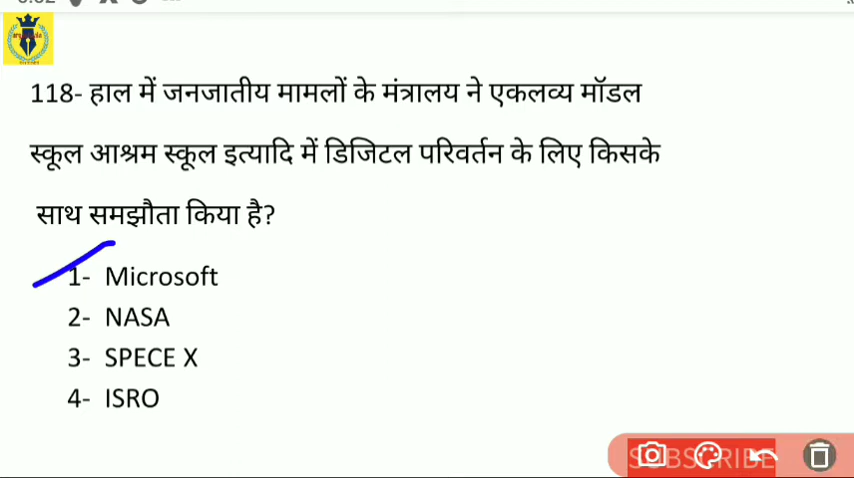 118- हाल में जनजातीय मामलों के मंत्रालय ने एकलव्य मॉडल
स्कूल आश्रम स्कूल इत्यादि में डिजिटल परिवर्तन के लिए किसके
साथ समझौता किया है?
1- Microsoft
2- NASA
3- SPECE X
4- ISRO
SUBSCRIBE